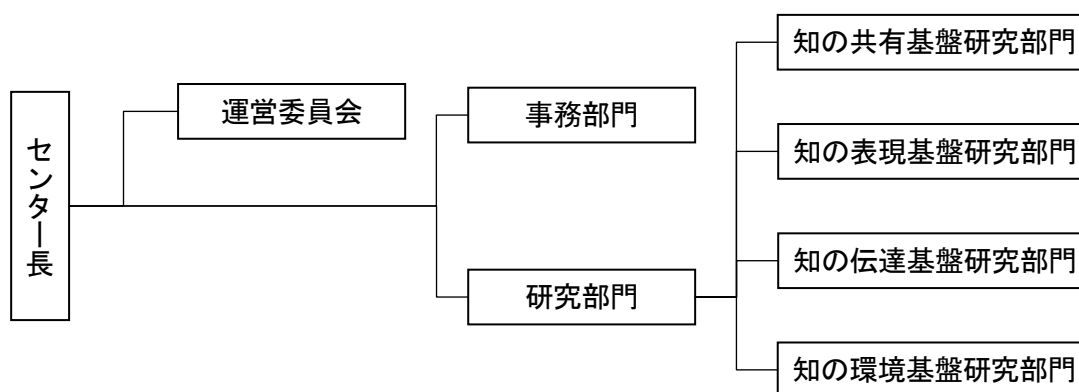 センター長
運営委員会
事務部門
研究部門
知の共有基盤研究部門
知の表現基盤研究部門
知の伝達基盤研究部門
知の環境基盤研究部門